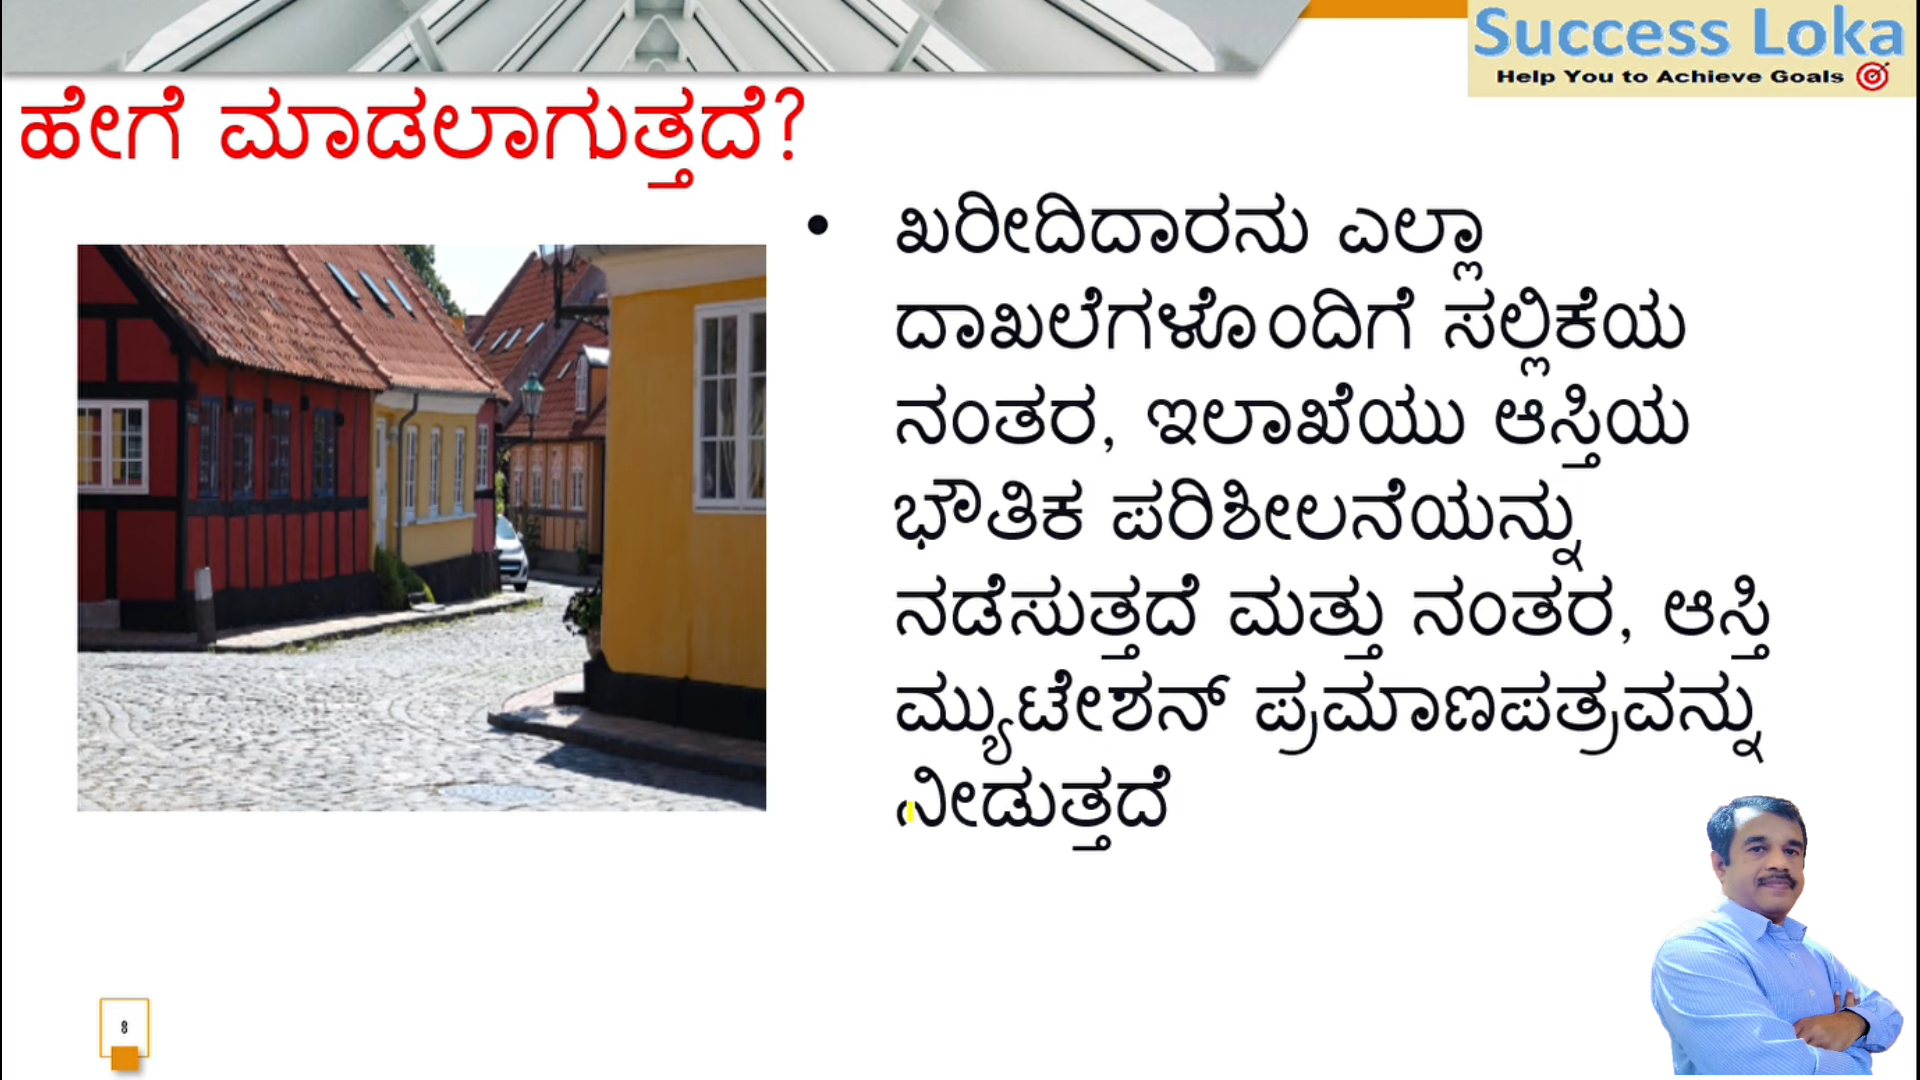 Success Loka
Help You to Achieve Goals
ಹೇಗೆ ಮಾಡಲಾಗುತ್ತದೆ?
• ಖರೀದಿದಾರನು ಎಲ್ಲಾ
ದಾಖಲೆಗಳೊಂದಿಗೆ ಸಲ್ಲಿಕೆಯ
ನಂತರ, ಇಲಾಖೆಯು ಆಸ್ತಿಯ
ಭೌತಿಕ ಪರಿಶೀಲನೆಯನ್ನು
ನಡೆಸುತ್ತದೆ ಮತ್ತು ನಂತರ, ಆಸ್ತಿ
ಮ್ಯುಟೇಶನ್ ಪ್ರಮಾಣಪತ್ರವನ್ನು
ನೀಡುತ್ತದೆ
8